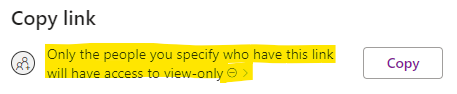 Copy link
Only the people you specify who have this link
will have access to view-only
Copy